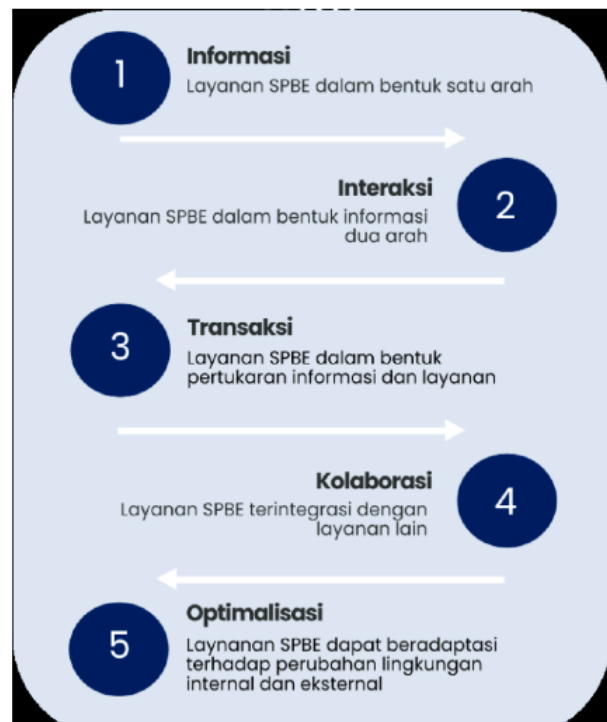 1
Informasi
Layanan SPBE dalam bentuk satu arah
Interaksi
Layanan SPBE dalam bentuk informasi
dua arah
2
3
Transaksi
Layanan SPBE dalam bentuk
pertukaran informasi dan layanan
Kolaborasi
Layanan SPBE terintegrasi dengan
layanan lain
4
5
Optimalisasi
Laynanan SPBE dapat beradaptasi
terhadap perubahan lingkungan
internal dan eksternal